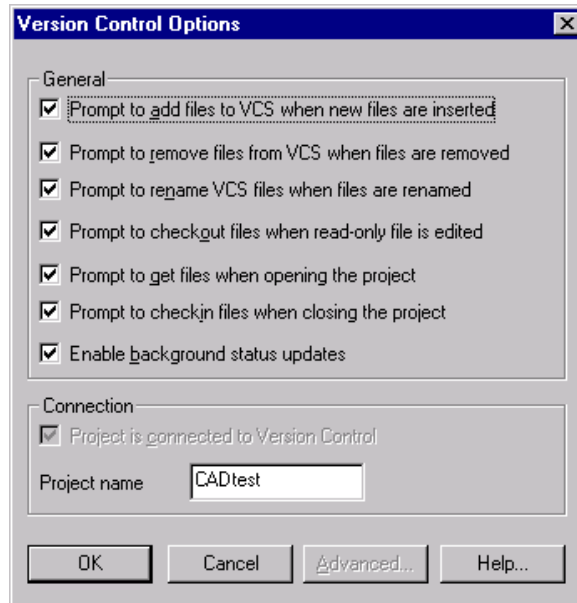 Version Control Options
General
Prompt to add files to VCS when new files are inserted
Prompt to remove files from VCS when files are removed
Prompt to rename VCS files when files are renamed
Prompt to checkout files when read-only file is edited
Prompt to get files when opening the project
Prompt to checkin files when closing the project
Enable background status updates
Connection
Project is connected to Version Control
Project name CADtest
OK Cancel Advanced... Help...